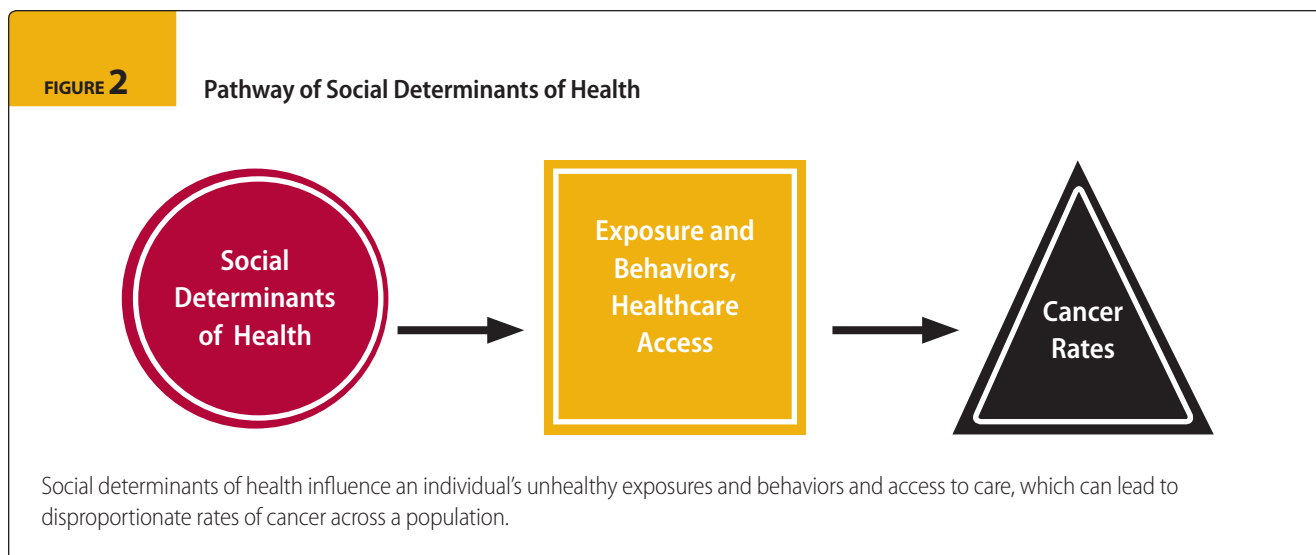 FIGURE 2
Pathway of Social Determinants of Health
Social
Determinants
of Health
Exposure and
Behaviors,
Healthcare
Access
Cancer
Rates
Social determinants of health influence an individual’s unhealthy exposures and behaviors and access to care, which can lead to
disproportionate rates of cancer across a population.